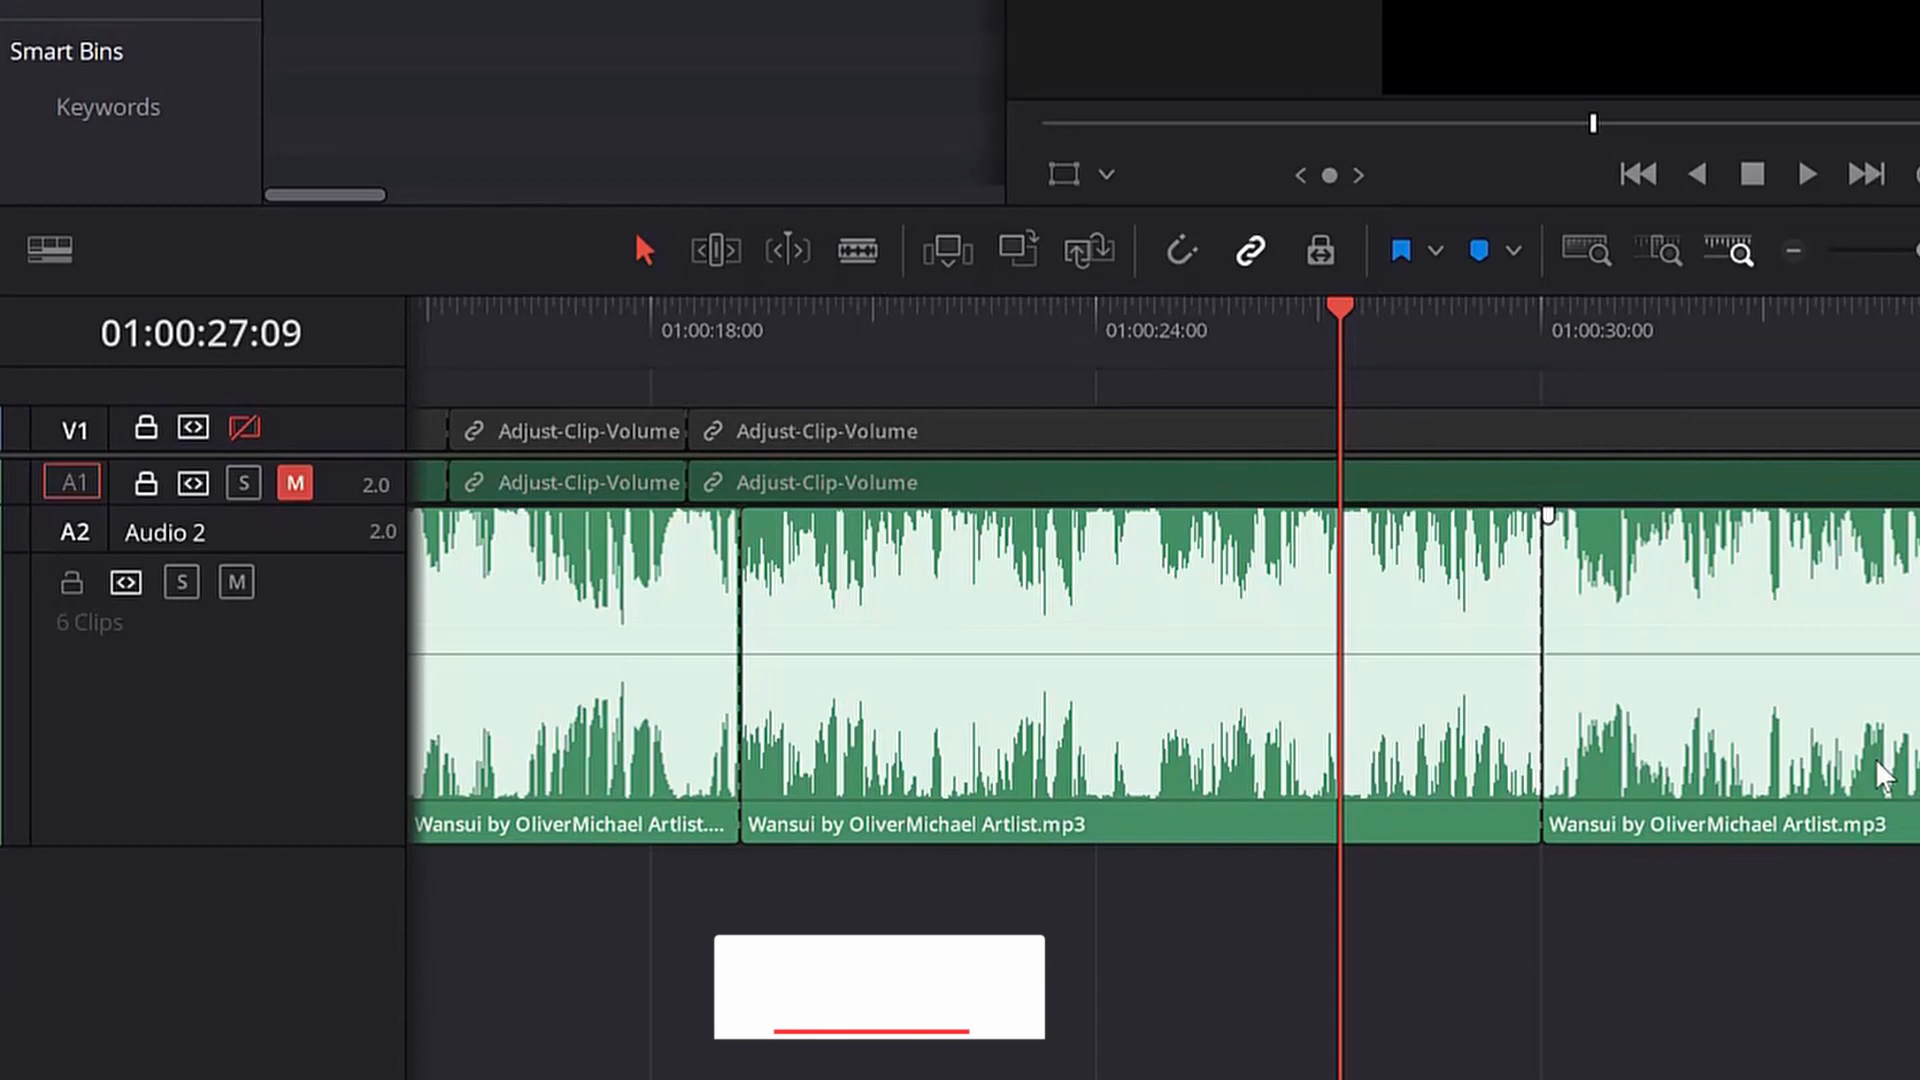 Smart Bins
Keywords
01:00:27:09
01:00:18:00
01:00:24:00
01:00:30:00
V1
Adjust-Clip-Volume
Adjust-Clip-Volume
A1
S
M
2.0
Adjust-Clip-Volume
Adjust-Clip-Volume
A2
Audio 2
2.0
S
M
6 Clips
Wansui by OliverMichael Artlist....
Wansui by OliverMichael Artlist.mp3
Wansui by OliverMichael Artlist.mp3